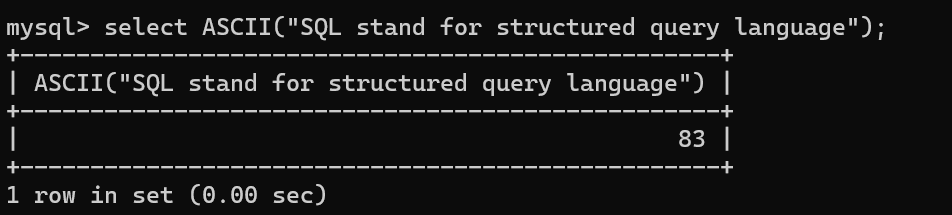 mysql> select ASCII("SQL stand for structured query language");
+--------------------------------------------------+
| ASCII("SQL stand for structured query language") |
+--------------------------------------------------+
|                                               83 |
+--------------------------------------------------+
1 row in set (0.00 sec)